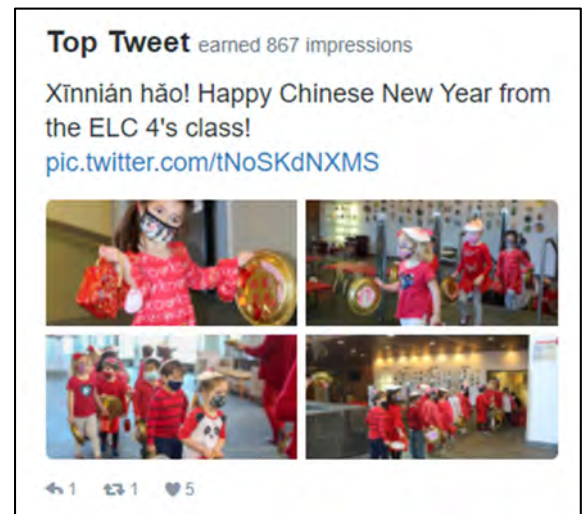 Top Tweet earned 867 impressions
Xīnnián hǎo! Happy Chinese New Year from
the ELC 4's class!
pic.twitter.com/tNoSKdNXMS
1 1 5